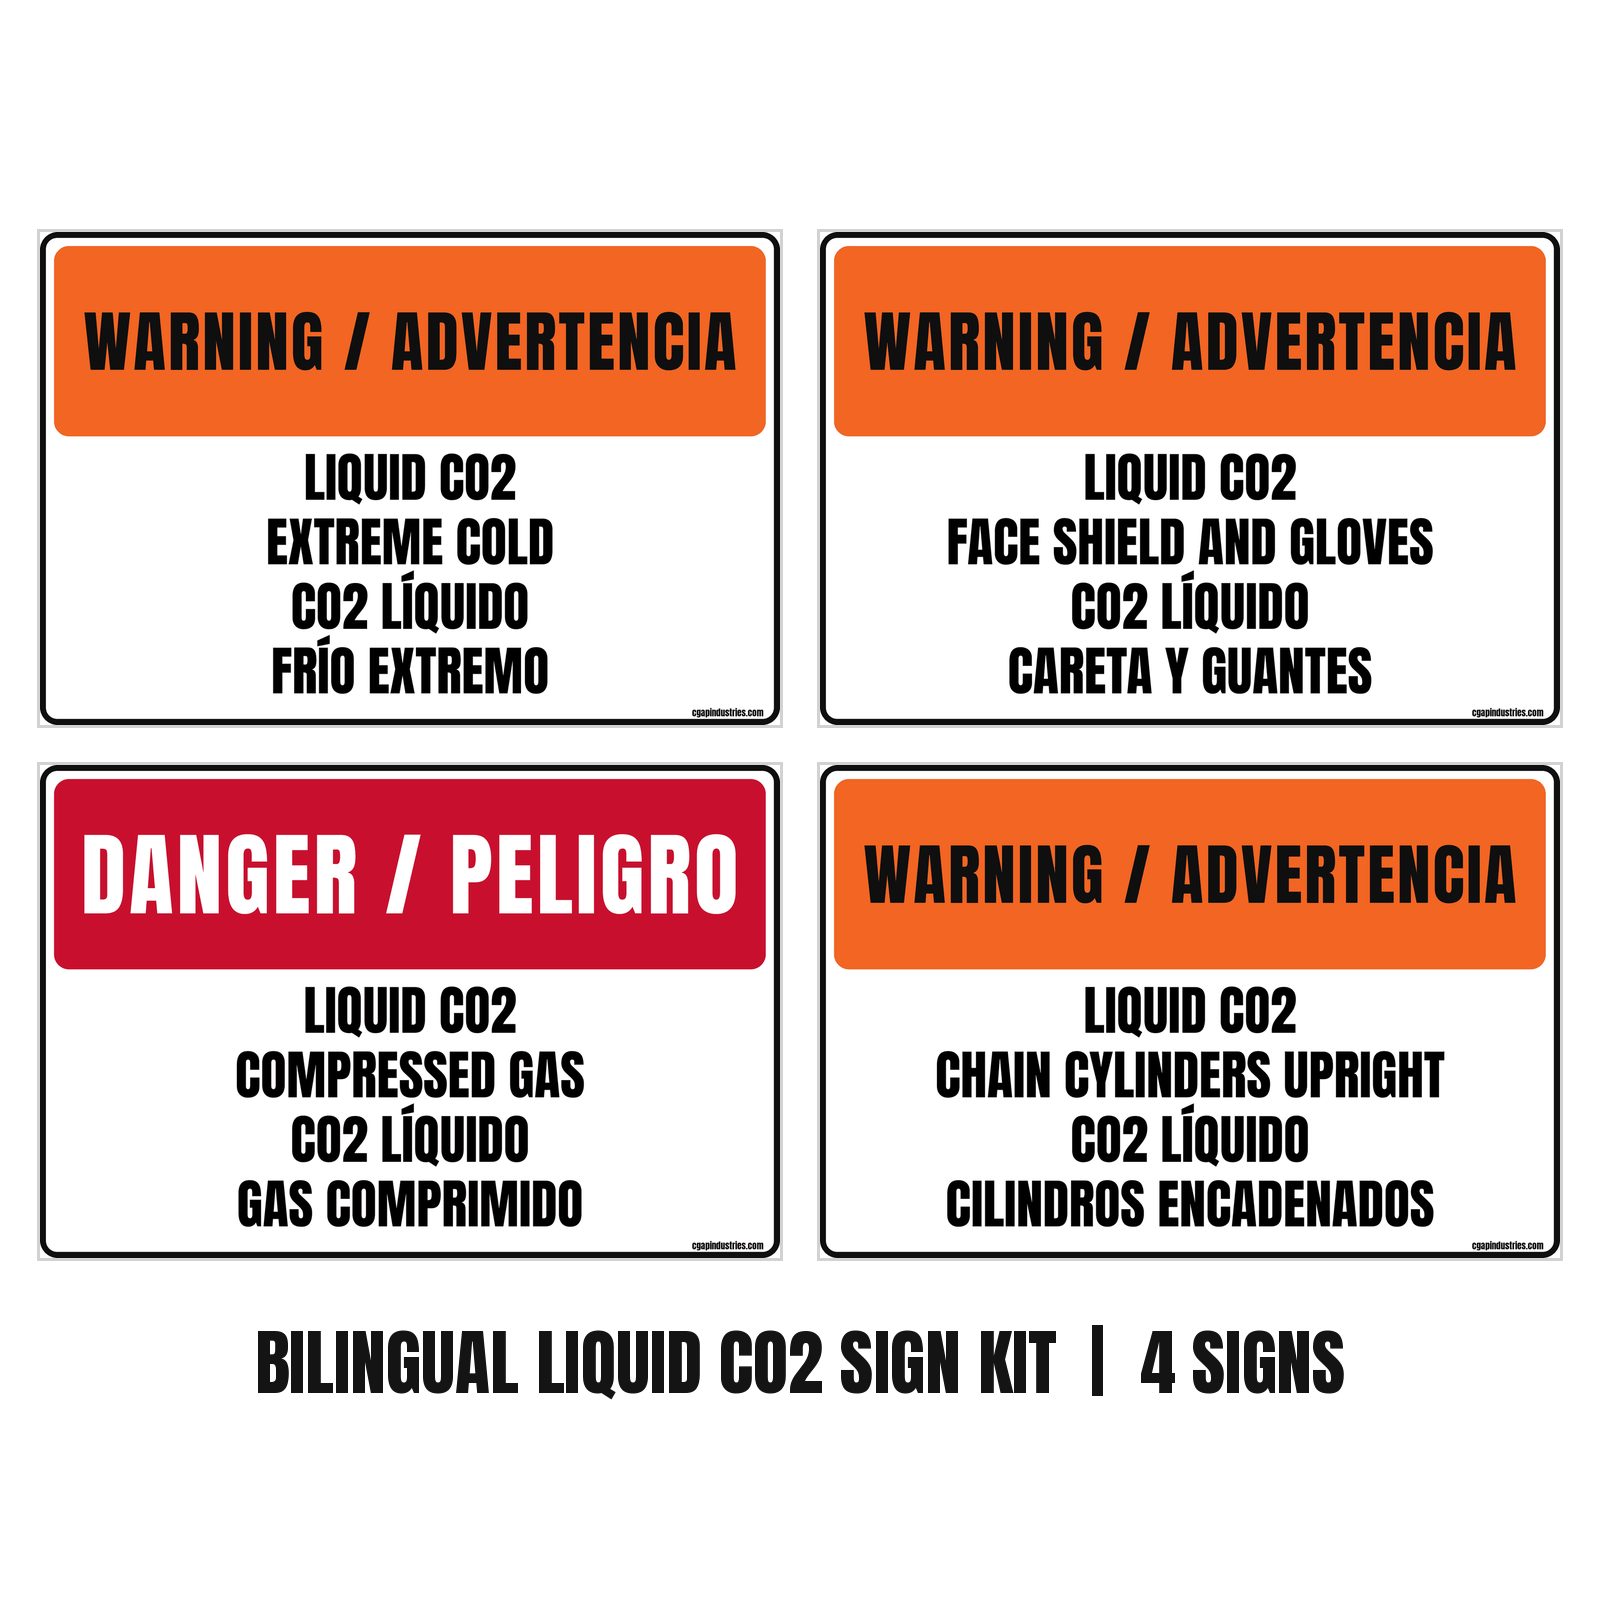 WARNING / ADVERTENCIA
LIQUID CO2
EXTREME COLD
CO2 LÍQUIDO
FRÍO EXTREMO
cgapindustries.com
WARNING / ADVERTENCIA
LIQUID CO2
FACE SHIELD AND GLOVES
CO2 LÍQUIDO
CARETA Y GUANTES
cgapindustries.com
DANGER / PELIGRO
LIQUID CO2
COMPRESSED GAS
CO2 LÍQUIDO
GAS COMPRIMIDO
cgapindustries.com
WARNING / ADVERTENCIA
LIQUID CO2
CHAIN CYLINDERS UPRIGHT
CO2 LÍQUIDO
CILINDROS ENCADENADOS
cgapindustries.com
BILINGUAL LIQUID CO2 SIGN KIT | 4 SIGNS